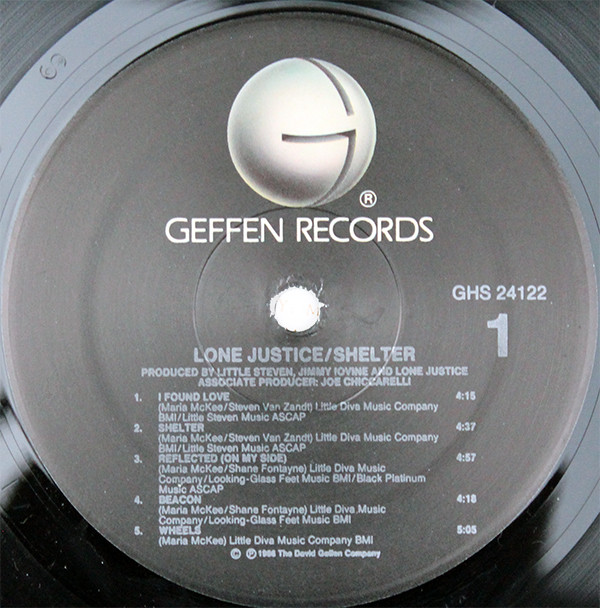 G
®
GEFFEN RECORDS
GHS 24122
1
LONE JUSTICE/SHELTER
PRODUCED BY LITTLE STEVEN, JIMMY IOVINE AND LONE JUSTICE
ASSOCIATE PRODUCER: JOE CHICCARELLI
1. I FOUND LOVE 4:15
(Maria McKee/Steven Van Zandt) Little Diva Music Company
BMI/Little Steven Music ASCAP
2. SHELTER 4:37
(Maria McKee/Steven Van Zandt) Little Diva Music Company
BMI/Little Steven Music ASCAP
3. REFLECTED (ON MY SIDE) 4:57
(Maria McKee/Shane Fontayne) Little Diva Music
Company/Looking-Glass Feet Music BMI/Black Platinum
Music ASCAP
4. BEACON 4:18
(Maria McKee/Shane Fontayne) Little Diva Music
Company/Looking-Glass Feet Music BMI
5. WHEELS 5:05
(Maria McKee) Little Diva Music Company BMI
© ℗ 1986 The David Geffen Company